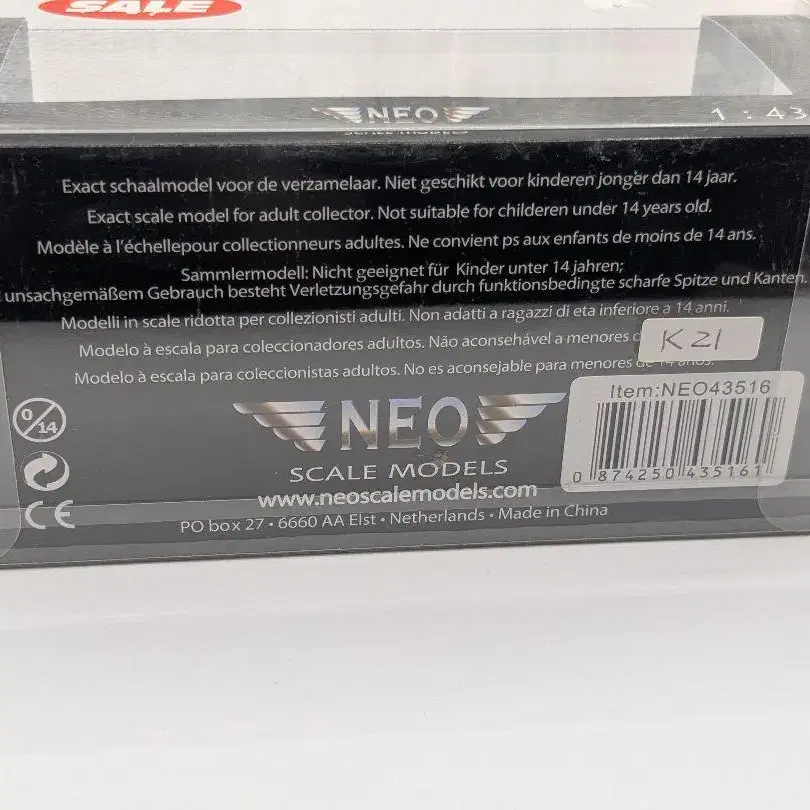 SALE
NEO
1:43
SCALE MODELS
Exact schaalmodel voor de verzamelaar. Niet geschikt voor kinderen jonger dan 14 jaar.
Exact scale model for adult collector. Not suitable for childeren under 14 years old.
Modèle à l'échellepour collectionneurs adultes. Ne convient ps aux enfants de moins de 14 ans.
Sammlermodell: Nicht geeignet für Kinder unter 14 jahren;
unsachgemäßem Gebrauch besteht Verletzungsgefahr durch funktionsbedingte scharfe Spitze und Kanten.
Modelli in scale ridotta per collezionisti adulti. Non adatti a ragazzi di eta inferiore a 14 anni.
Modelo à escala para coleccionadores adultos. Não aconsehável a menores
K21
Modelo à escala para coleccionistas adultos. No es aconsejable para menores de 14 anos.
0/14
NEO
SCALE MODELS
www.neoscalemodels.com
CE
PO box 27 • 6660 AA Elst • Netherlands • Made in China
Item:NEO43516
0 874250 435161